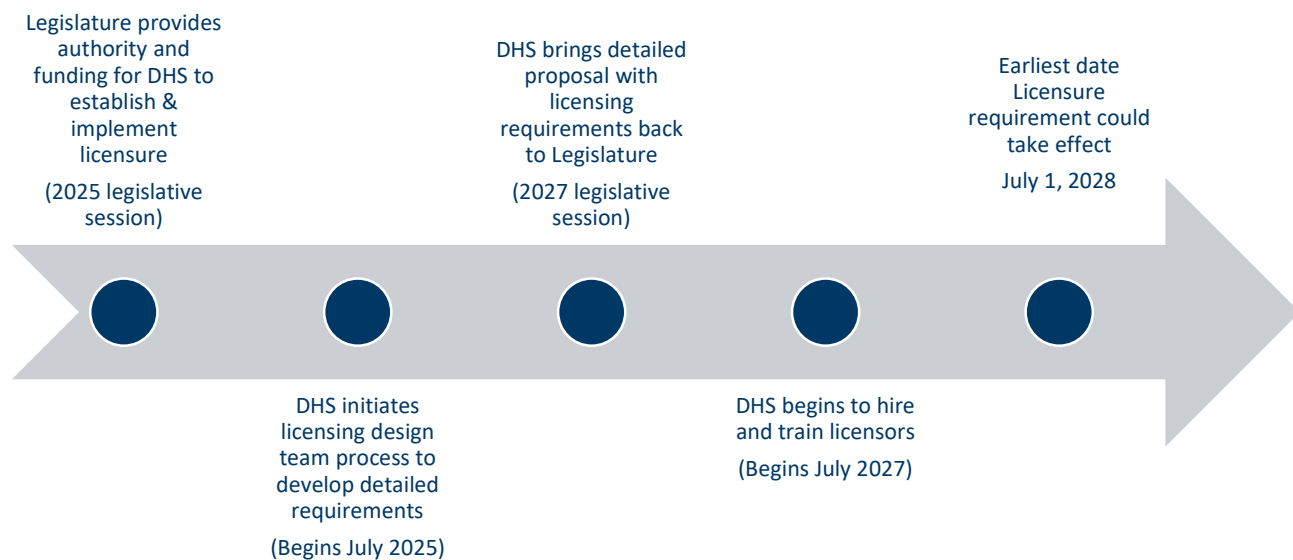 Legislature provides
authority and
funding for DHS to
establish &
implement
licensure
(2025 legislative
session)
DHS initiates
licensing design
team process to
develop detailed
requirements
(Begins July 2025)
DHS brings detailed
proposal with
licensing
requirements back
to Legislature
(2027 legislative
session)
DHS begins to hire
and train licensors
(Begins July 2027)
Earliest date
Licensure
requirement could
take effect
July 1, 2028